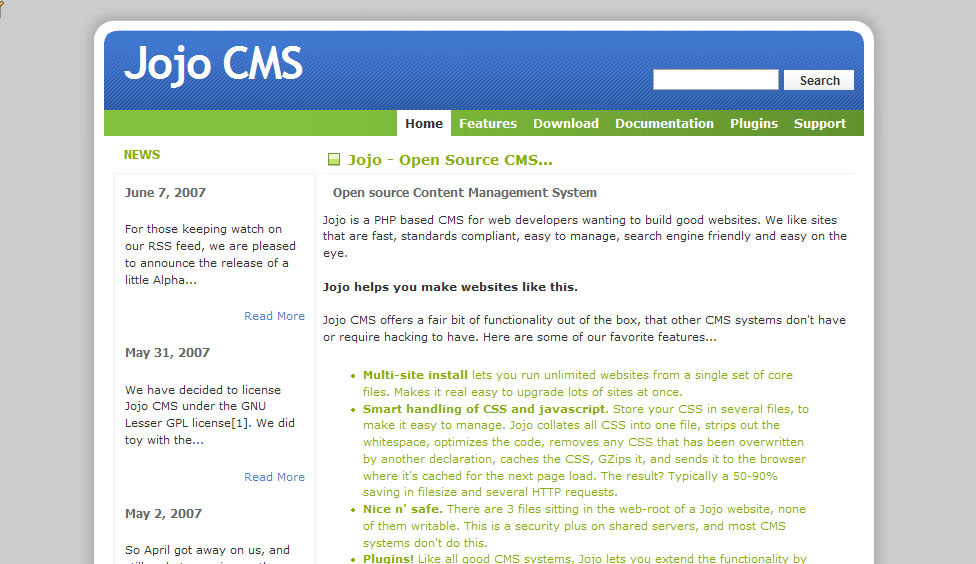 Jojo CMS
Search
Home Features Download Documentation Plugins Support
NEWS
June 7, 2007
For those keeping watch on
our RSS feed, we are pleased
to announce the release of a
little Alpha...
Read More
May 31, 2007
We have decided to license
Jojo CMS under the GNU
Lesser GPL license[1]. We did
toy with the...
Read More
May 2, 2007
So April got away on us, and
Jojo - Open Source CMS...
Open source Content Management System
Jojo is a PHP based CMS for web developers wanting to build good websites. We like sites
that are fast, standards compliant, easy to manage, search engine friendly and easy on the
eye.
Jojo helps you make websites like this.
Jojo CMS offers a fair bit of functionality out of the box, that other CMS systems don't have
or require hacking to have. Here are some of our favorite features...
• Multi-site install lets you run unlimited websites from a single set of core
files. Makes it real easy to upgrade lots of sites at once.
• Smart handling of CSS and javascript. Store your CSS in several files, to
make it easy to manage. Jojo collates all CSS into one file, strips out the
whitespace, optimizes the code, removes any CSS that has been overwritten
by another declaration, caches the CSS, GZips it, and sends it to the browser
where it's cached for the next page load. The result? Typically a 50-90%
saving in filesize and several HTTP requests.
• Nice n' safe. There are 3 files sitting in the web-root of a Jojo website, none
of them writable. This is a security plus on shared servers, and most CMS
systems don't do this.
• Plugins! Like all good CMS systems, Jojo lets you extend the functionality by